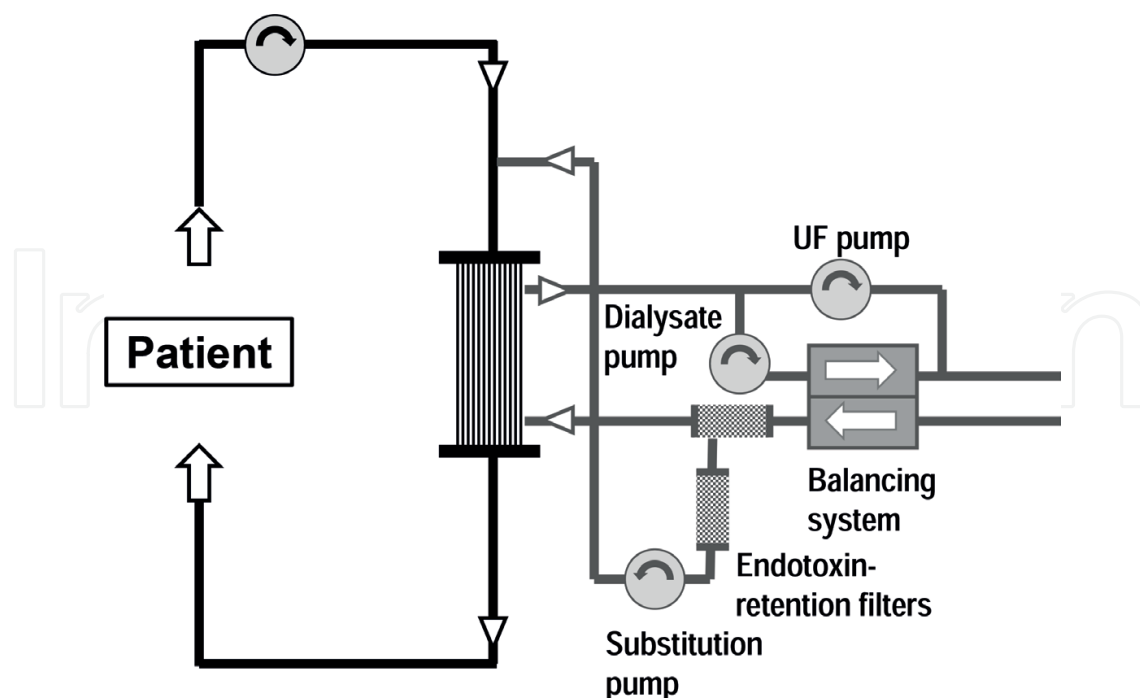 UF pump
Dialysate
pump
Patient
Balancing
system
Endotoxin-
retention filters
Substitution
pump